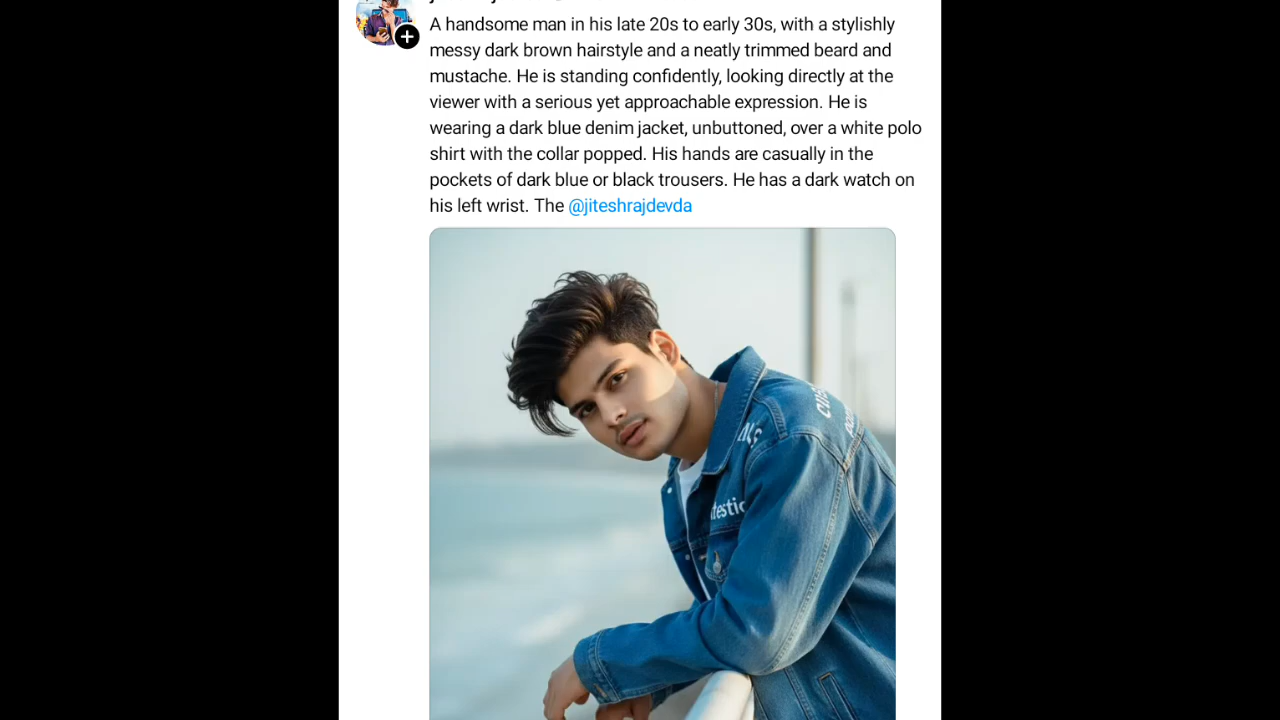 A handsome man in his late 20s to early 30s, with a stylishly
messy dark brown hairstyle and a neatly trimmed beard and
mustache. He is standing confidently, looking directly at the
viewer with a serious yet approachable expression. He is
wearing a dark blue denim jacket, unbuttoned, over a white polo
shirt with the collar popped. His hands are casually in the
pockets of dark blue or black trousers. He has a dark watch on
his left wrist. The @jiteshrajdevda